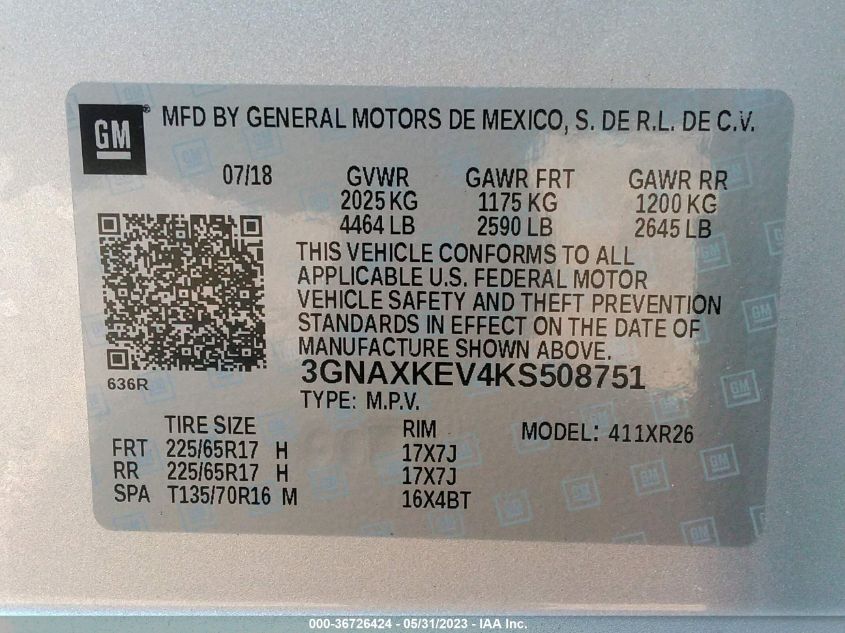 GM® MFD BY GENERAL MOTORS DE MEXICO, S. DE R.L. DE C.V.
07/18 GVWR GAWR FRT GAWR RR
2025 KG 1175 KG 1200 KG
4464 LB 2590 LB 2645 LB
THIS VEHICLE CONFORMS TO ALL
APPLICABLE U.S. FEDERAL MOTOR
VEHICLE SAFETY AND THEFT PREVENTION
STANDARDS IN EFFECT ON THE DATE OF
MANUFACTURE SHOWN ABOVE.
636R
3GNAXKEV4KS508751
TYPE: M.P.V.
TIRE SIZE RIM MODEL: 411XR26
FRT 225/65R17 H 17X7J
RR 225/65R17 H 17X7J
SPA T135/70R16 M 16X4BT
000-36726424 - 05/31/2023 - IAA Inc.